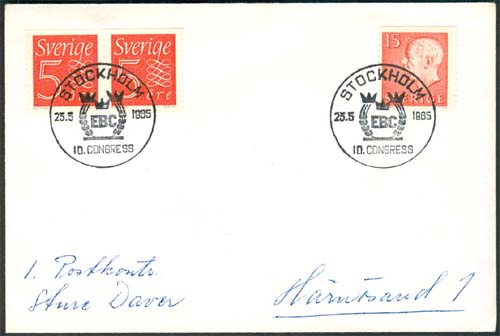 Sverige Sverige
5 5 öre
15
SVERIGE
STOCKHOLM
23.5 1965
EBC
10. CONGRESS
STOCKHOLM
23.5 1965
EBC
10. CONGRESS
1. Postkontr.
Sture Daver
Härnösand 1